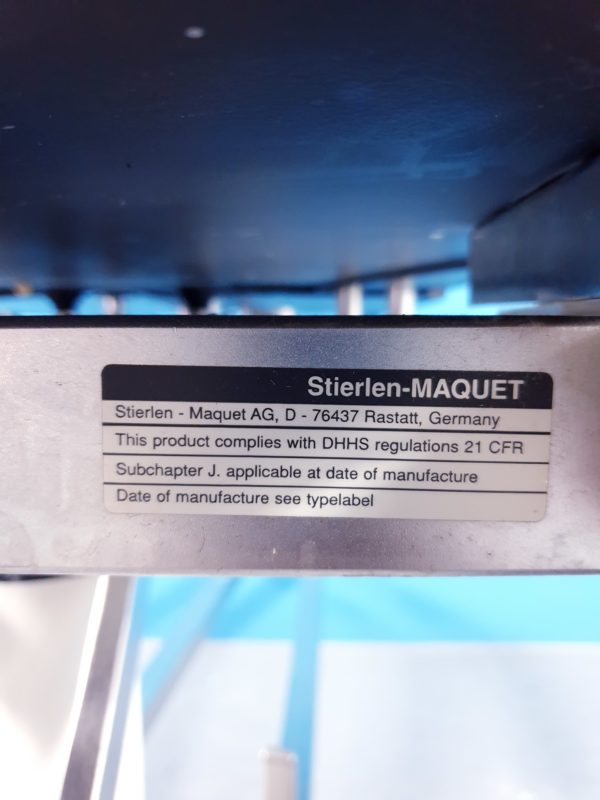 Stierlen-MAQUET
Stierlen - Maquet AG, D - 76437 Rastatt, Germany
This product complies with DHHS regulations 21 CFR
Subchapter J. applicable at date of manufacture
Date of manufacture see typelabel